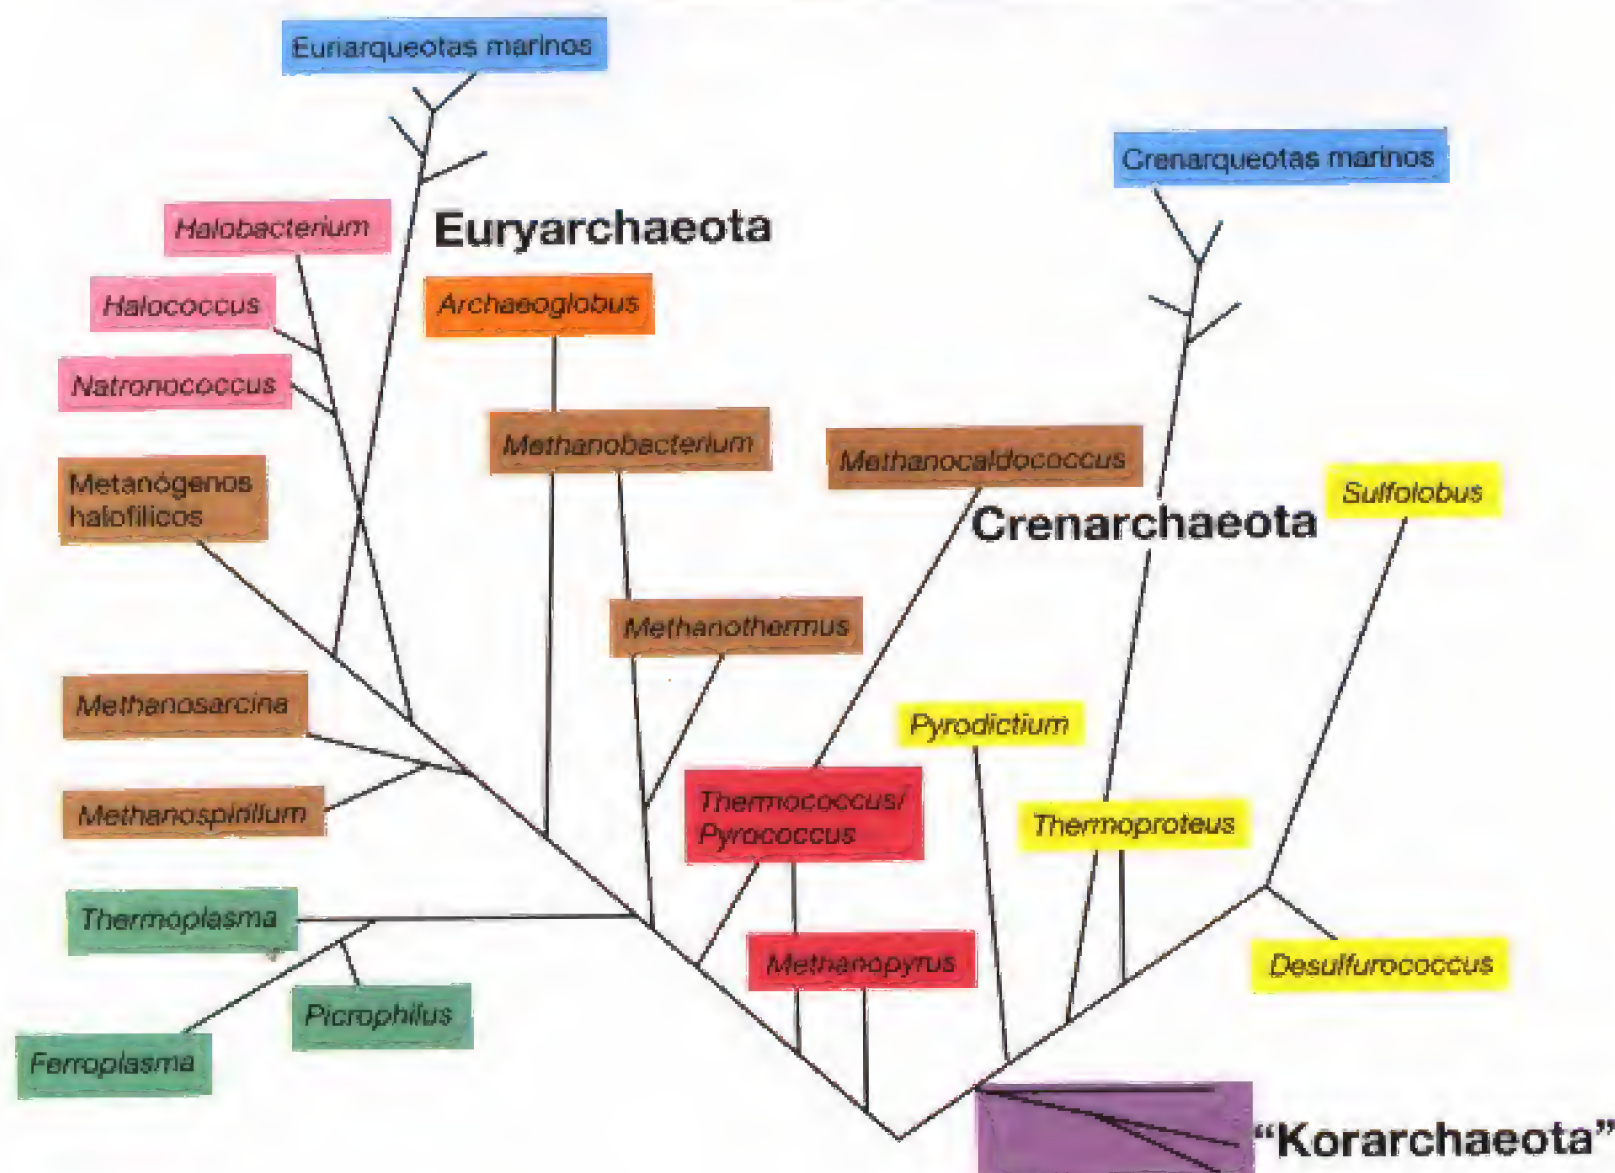 Euriarqueotas marinos
Crenarqueotas marinos
Halobacterium
Euryarchaeota
Halococcus
Archaeoglobus
Natronococcus
Methanobacterium
Methanocaldococcus
Metanógenos
halofílicos
Sulfolobus
Crenarchaeota
Methanothermus
Methanosarcina
Pyrodictium
Thermococcus/
Pyrococcus
Methanospirillum
Thermoproteus
Thermoplasma
Methanopyrus
Desulfurococcus
Picrophilus
Ferroplasma
“Korarchaeota”